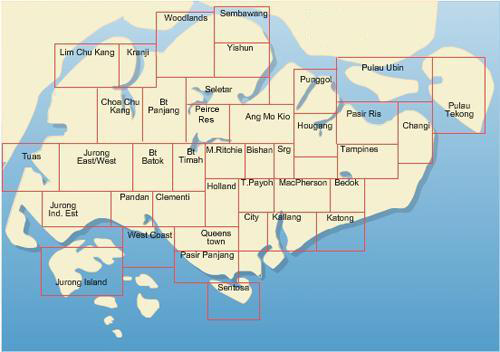 Woodlands
Sembawang
Lim Chu Kang
Kranji
Yishun
Pulau Ubin
Seletar
Punggol
Choa Chu
Kang
Bt
Panjang
Peirce
Res
Ang Mo Kio
Pasir Ris
Pulau
Tekong
Hougang
Changi
Tuas
Jurong
East/West
Bt
Batok
Bt
Timah
M.Ritchie
Bishan
Srg
Tampines
Holland
T.Payoh
MacPherson
Bedok
Jurong
Ind. Est
Pandan
Clementi
City
Kallang
Katong
West Coast
Queens
town
Pasir Panjang
Jurong Island
Sentosa